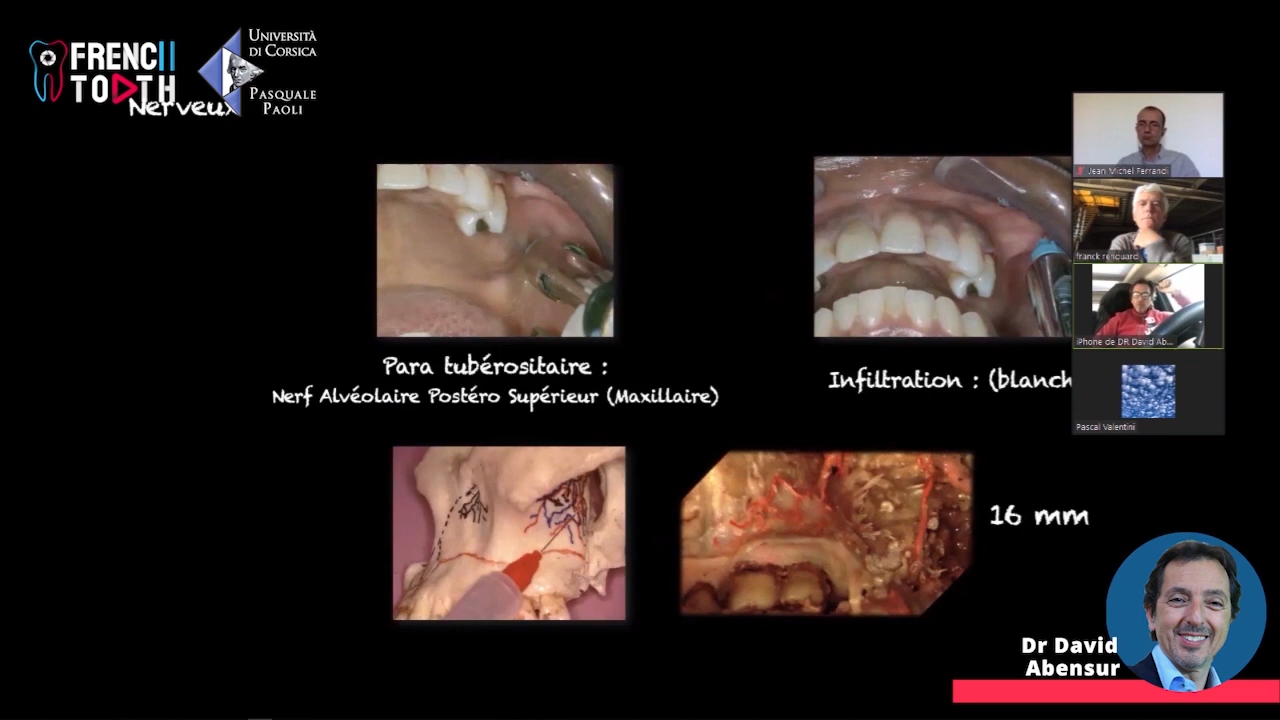 FRENCH
TOOTH
UNIVERSITÀ
DI CORSICA
PASQUALE
PAOLI
Nerveux
Para tubérositaire :
Nerf Alvéolaire Postéro Supérieur (Maxillaire)
Infiltration : (blanch
16 mm
Jean Michel Ferrandi
franck renouard
iPhone de DR David Ab...
Pascal Valentini
Dr David
Abensur